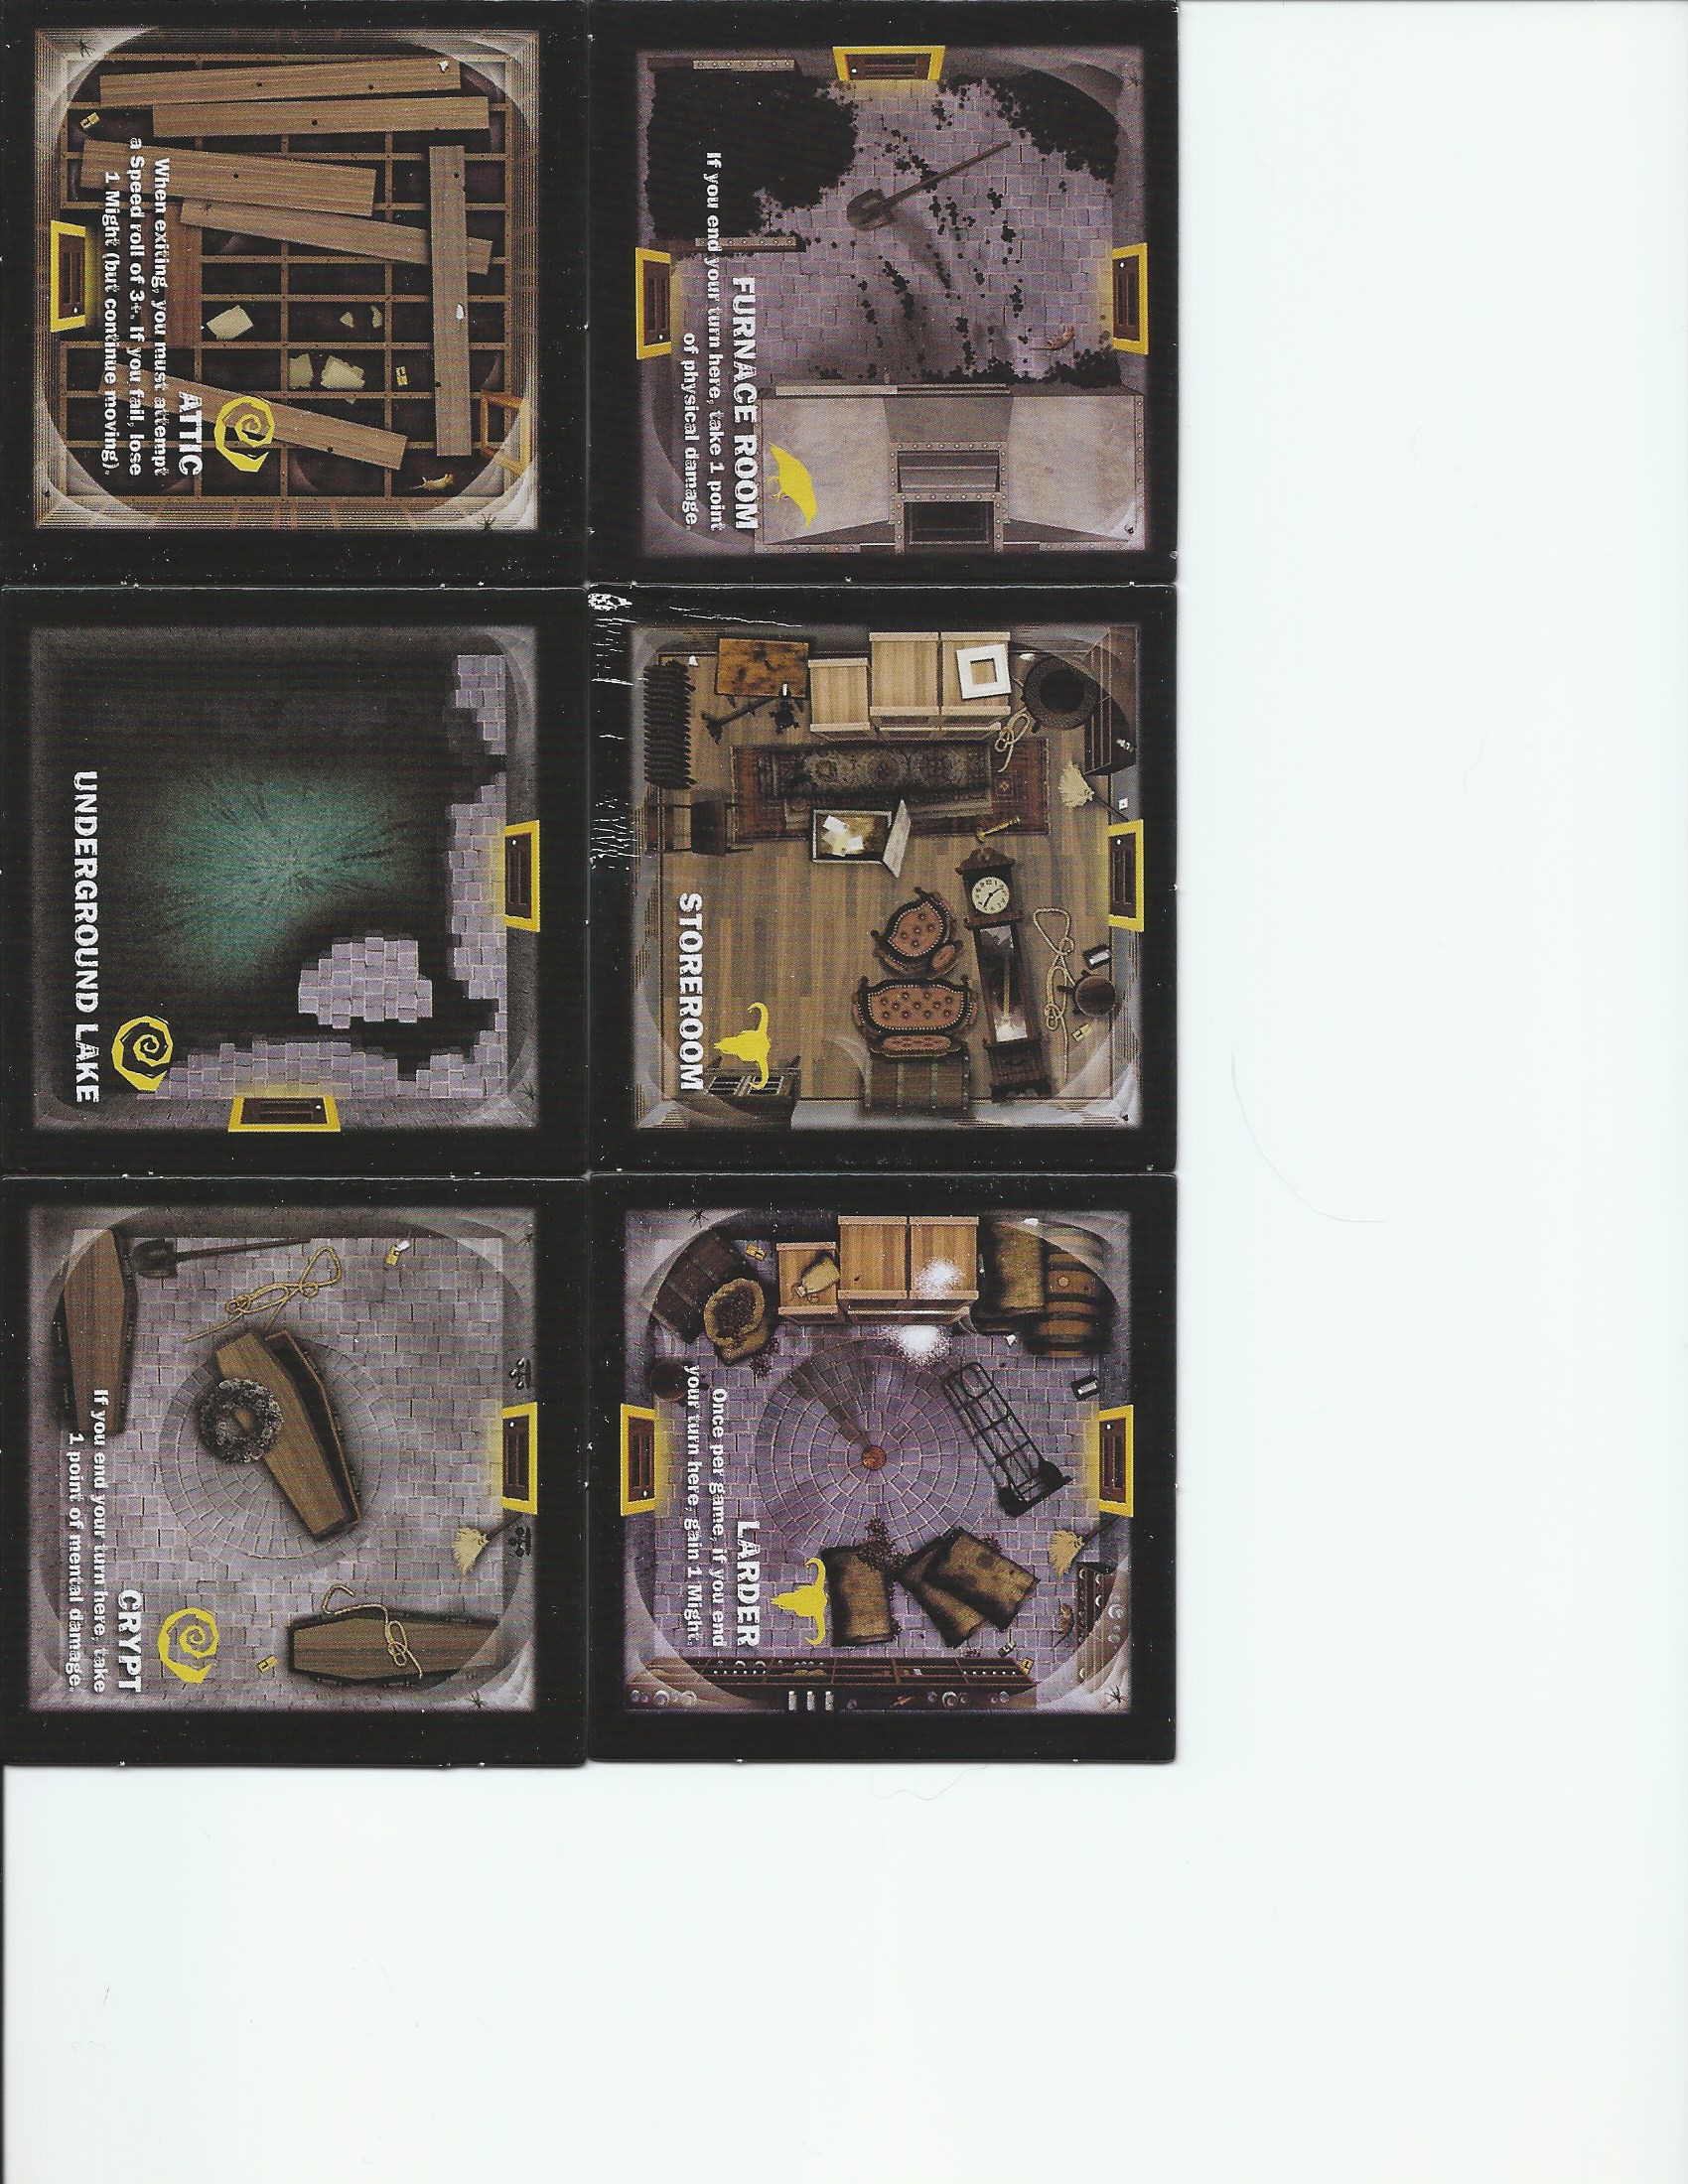 ATTIC
When exiting, you must attempt
a Speed roll of 3+. If you fail, lose
1 Might (but continue moving).
FURNACE ROOM
If you end your turn here, take 1 point
of physical damage.
UNDERGROUND LAKE
STOREROOM
CRYPT
If you end your turn here, take
1 point of mental damage.
LARDER
Once per game, if you end
your turn here, gain 1 Might.